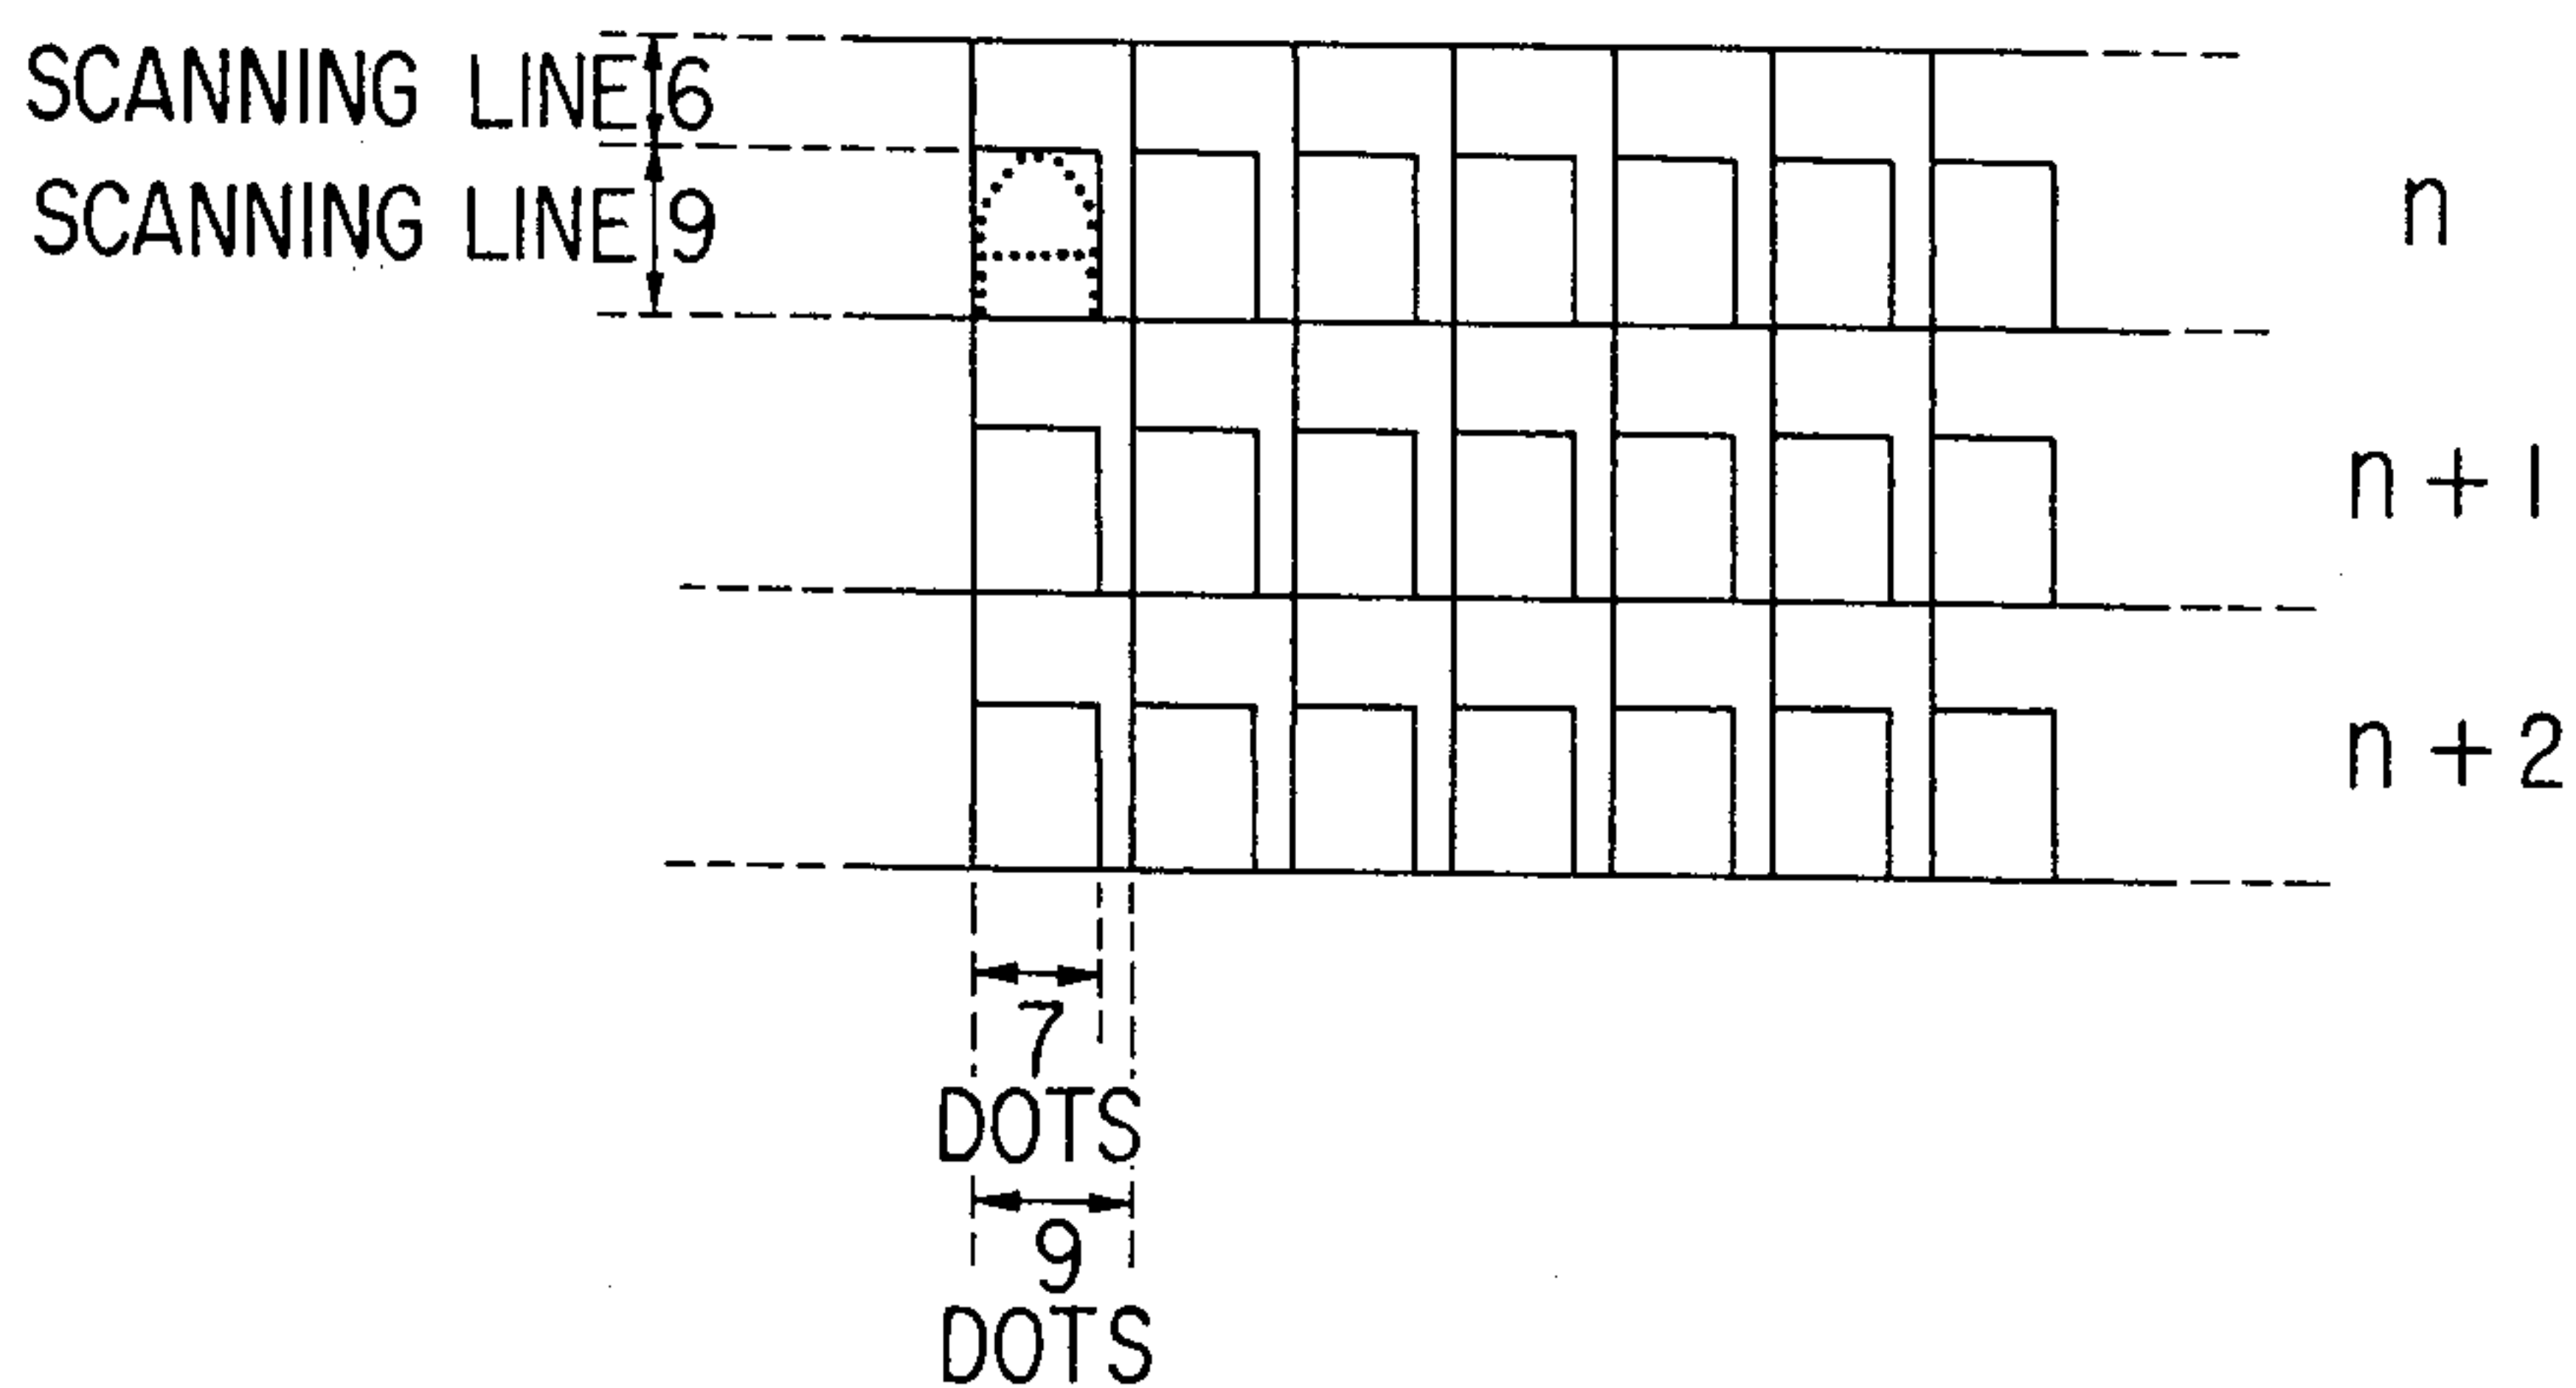 SCANNING LINE 6
SCANNING LINE 9
n
n + 1
n + 2
7
DOTS
9
DOTS